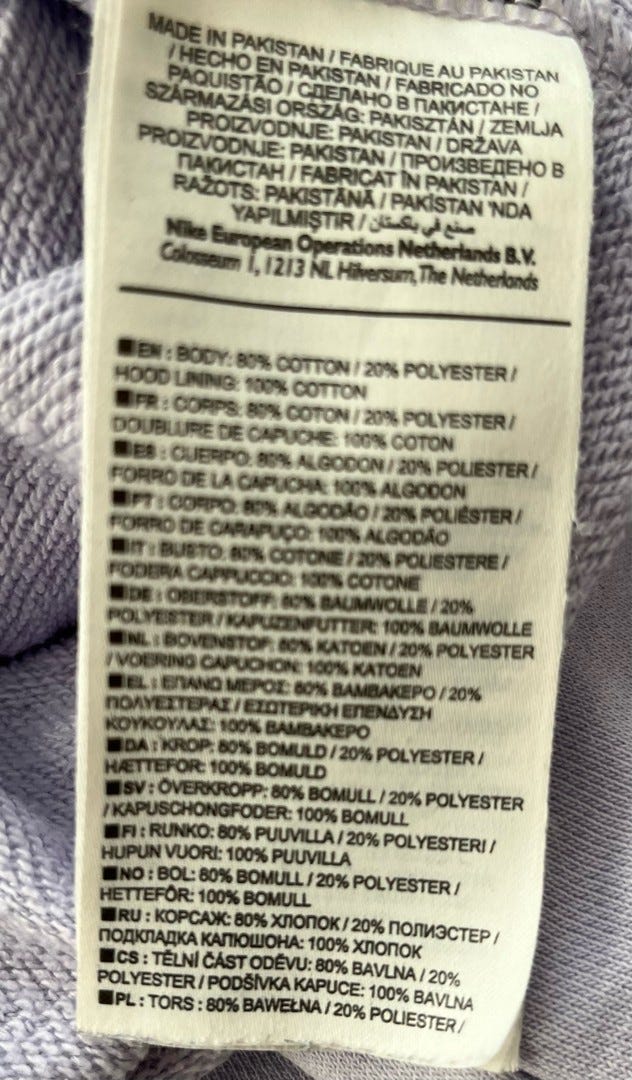 MADE IN PAKISTAN / FABRIQUE AU PAKISTAN
/ HECHO EN PAKISTAN / FABRICADO NO
PAQUISTÃO / СДЕЛАНО В ПАКИСТАНЕ /
SZÁRMAZÁSI ORSZÁG: PAKISZTÁN / ZEMLJA
PROIZVODNJE: PAKISTAN / DRŽAVA
PROIZVODNJE: PAKISTAN / ПРОИЗВЕДЕНО В
ПАКИСТАН / FABRICAT ÎN PAKISTAN /
RAŽOTS: PAKISTĀNĀ / PAKİSTAN 'NDA
YAPILMIŞTIR / صنع في باكستان
Nike European Operations Netherlands B.V.
Colosseum 1, 1213 NL Hilversum, The Netherlands
■EN : BODY: 80% COTTON / 20% POLYESTER /
HOOD LINING: 100% COTTON
■FR : CORPS: 80% COTON / 20% POLYESTER /
DOUBLURE DE CAPUCHE: 100% COTON
■ES : CUERPO: 80% ALGODON / 20% POLIESTER /
FORRO DE LA CAPUCHA: 100% ALGODON
■PT : CORPO: 80% ALGODÃO / 20% POLIÉSTER /
FORRO DE CARAPUÇO: 100% ALGODÃO
■IT : BUSTO: 80% COTONE / 20% POLIESTERE /
FODERA CAPPUCCIO: 100% COTONE
■DE : OBERSTOFF: 80% BAUMWOLLE / 20%
POLYESTER / KAPUZENFUTTER: 100% BAUMWOLLE
■NL : BOVENSTOF: 80% KATOEN / 20% POLYESTER
/ VOERING CAPUCHON: 100% KATOEN
■EL : ΕΠΑΝΩ ΜΕΡΟΣ: 80% ΒΑΜΒΑΚΕΡΟ / 20%
ΠΟΛΥΕΣΤΕΡΑΣ / ΕΣΩΤΕΡΙΚΗ ΕΠΕΝΔΥΣΗ
ΚΟΥΚΟΥΛΑΣ: 100% ΒΑΜΒΑΚΕΡΟ
■DA : KROP: 80% BOMULD / 20% POLYESTER /
HÆTTEFOR: 100% BOMULD
■SV : ÖVERKROPP: 80% BOMULL / 20% POLYESTER
/ KAPUSCHONGFODER: 100% BOMULL
■FI : RUNKO: 80% PUUVILLA / 20% POLYESTERI /
HUPUN VUORI: 100% PUUVILLA
■NO : BOL: 80% BOMULL / 20% POLYESTER /
HETTEFÔR: 100% BOMULL
■RU : КОРСАЖ: 80% ХЛОПОК / 20% ПОЛИЭСТЕР /
ПОДКЛАДКА КАПЮШОНА: 100% ХЛОПОК
■CS : TĚLNÍ ČÁST ODĚVU: 80% BAVLNA / 20%
POLYESTER / PODŠÍVKA KAPUCE: 100% BAVLNA
■PL : TORS : 80% BAWEŁNA / 20% POLIESTER /